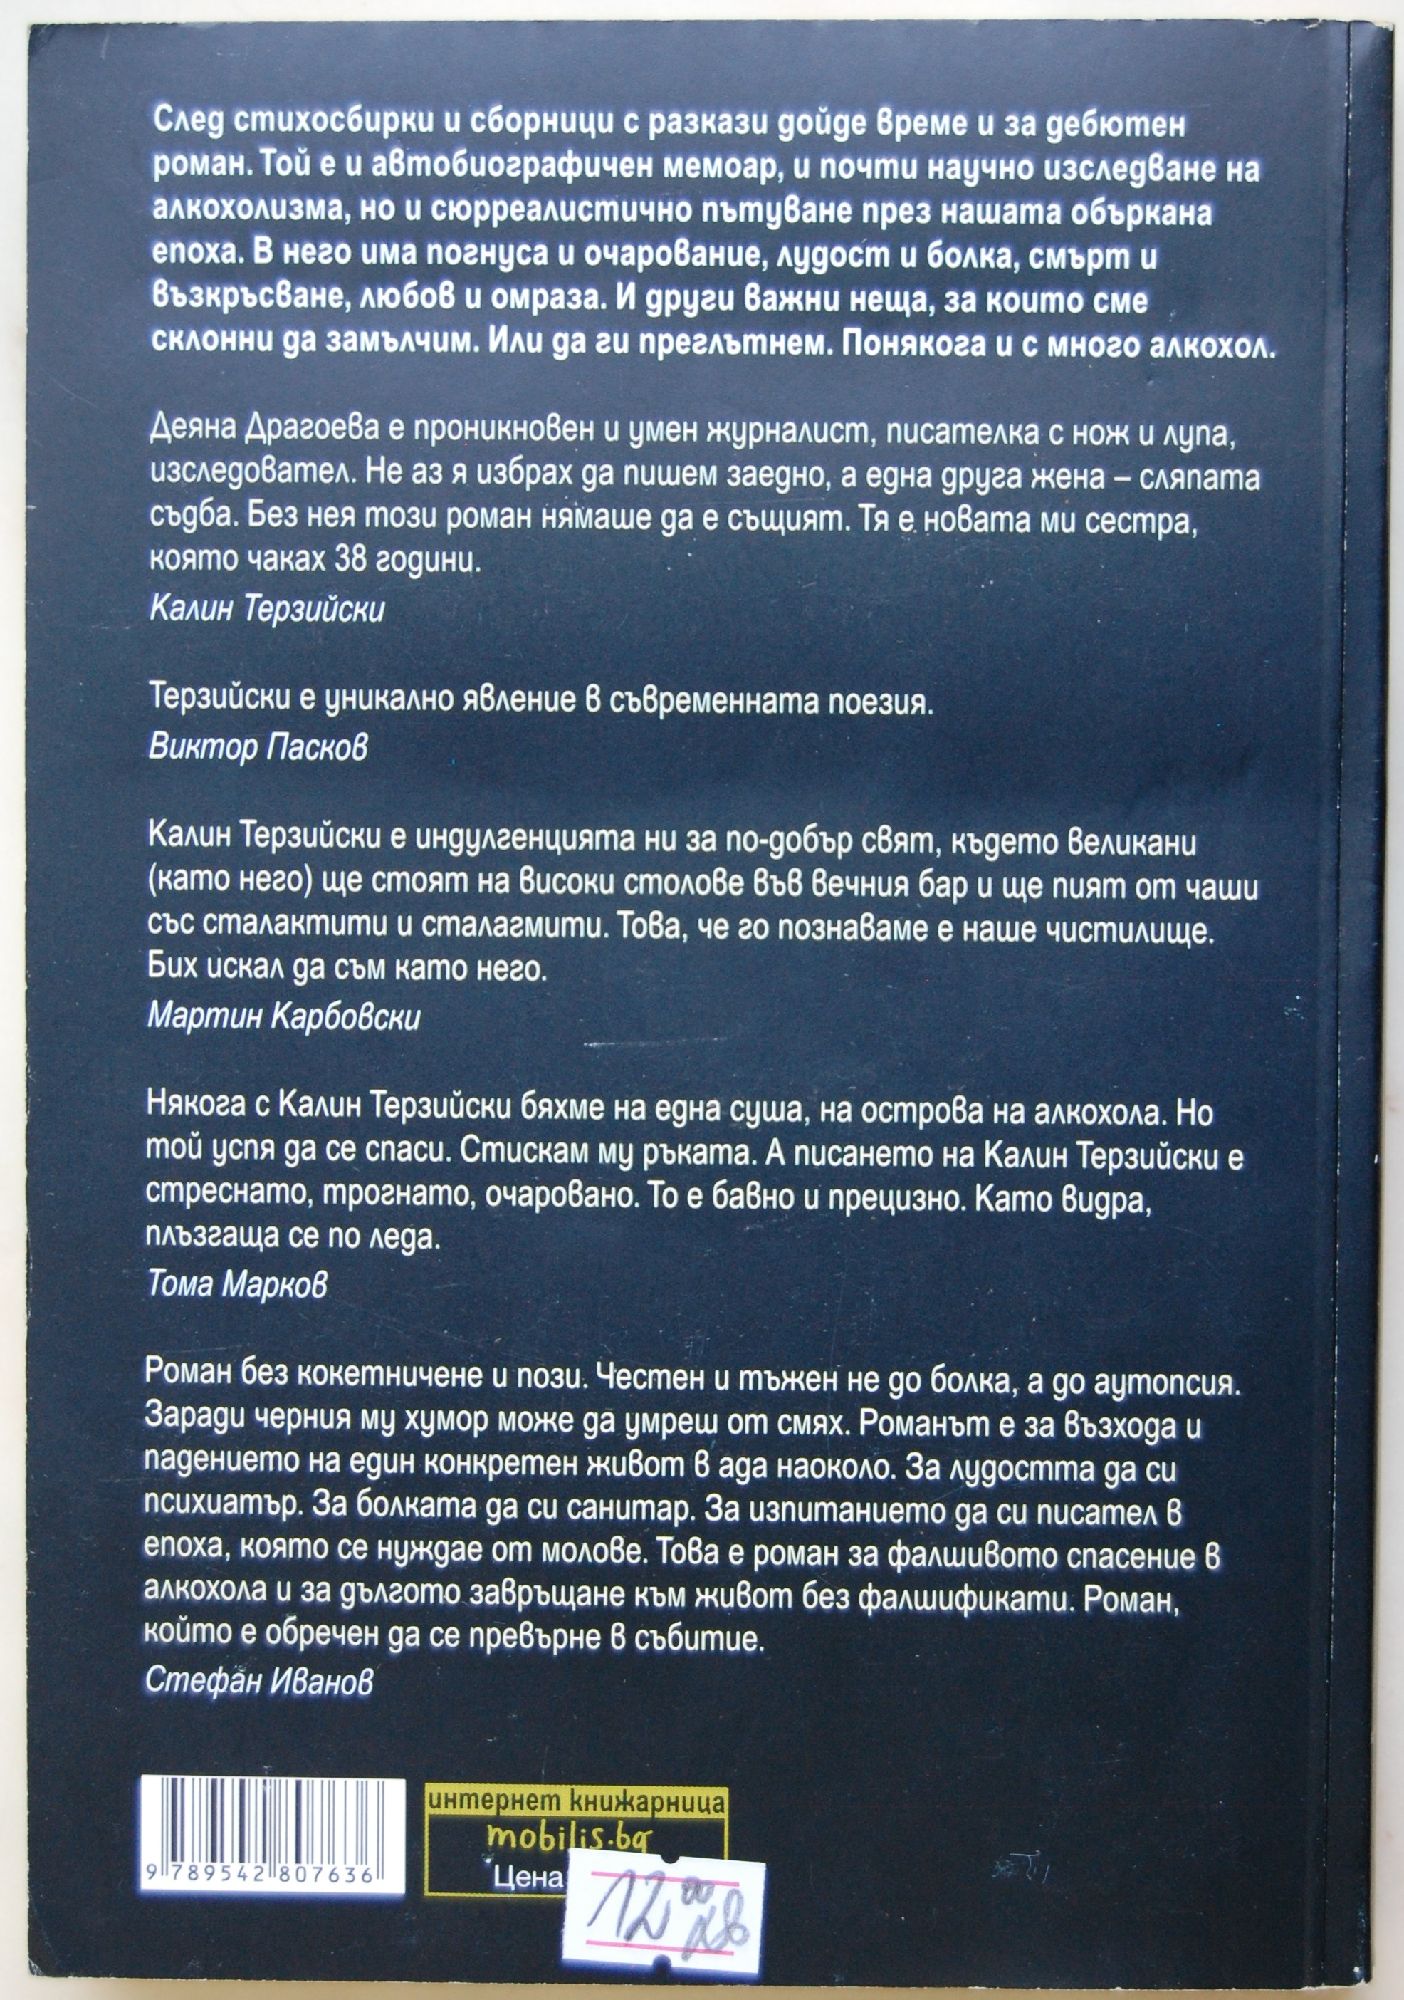 След стихосбирки и сборници с разкази дойде време и за дебютен
роман. Той е и автобиографичен мемоар, и почти научно изследване на
алкохолизма, но и сюрреалистично пътуване през нашата объркана
епоха. В него има погнуса и очарование, лудост и болка, смърт и
възкръсване, любов и омраза. И други важни неща, за които сме
склонни да замълчим. Или да ги преглътнем. Понякога и с много алкохол.
Деяна Драгоева е проникновен и умен журналист, писателка с нож и лупа,
изследовател. Не аз я избрах да пишем заедно, а една друга жена – сляпата
съдба. Без нея този роман нямаше да е същият. Тя е новата ми сестра,
която чаках 38 години.
Калин Терзийски
Терзийски е уникално явление в съвременната поезия.
Виктор Пасков
Калин Терзийски е индулгенцията ни за по-добър свят, където великани
(като него) ще стоят на високи столове във вечния бар и ще пият от чаши
със сталактити и сталагмити. Това, че го познаваме е наше чистилище.
Бих искал да съм като него.
Мартин Карбовски
Някога с Калин Терзийски бяхме на една суша, на острова на алкохола. Но
той успя да се спаси. Стискам му ръката. А писането на Калин Терзийски е
стреснато, трогнато, очаровано. То е бавно и прецизно. Като видра,
плъзгаща се по леда.
Тома Марков
Роман без кокетничене и пози. Честен и тъжен не до болка, а до аутопсия.
Заради черния му хумор може да умреш от смях. Романът е за възхода и
падението на един конкретен живот в ада наоколо. За лудостта да си
психиатър. За болката да си санитар. За изпитанието да си писател в
епоха, която се нуждае от молове. Това е роман за фалшивото спасение в
алкохола и за дългото завръщане към живот без фалшификати. Роман,
който е обречен да се превърне в събитие.
Стефан Иванов
интернет книжарница
mobilis.bg
Цена
12 00 лв
9 789542 807636